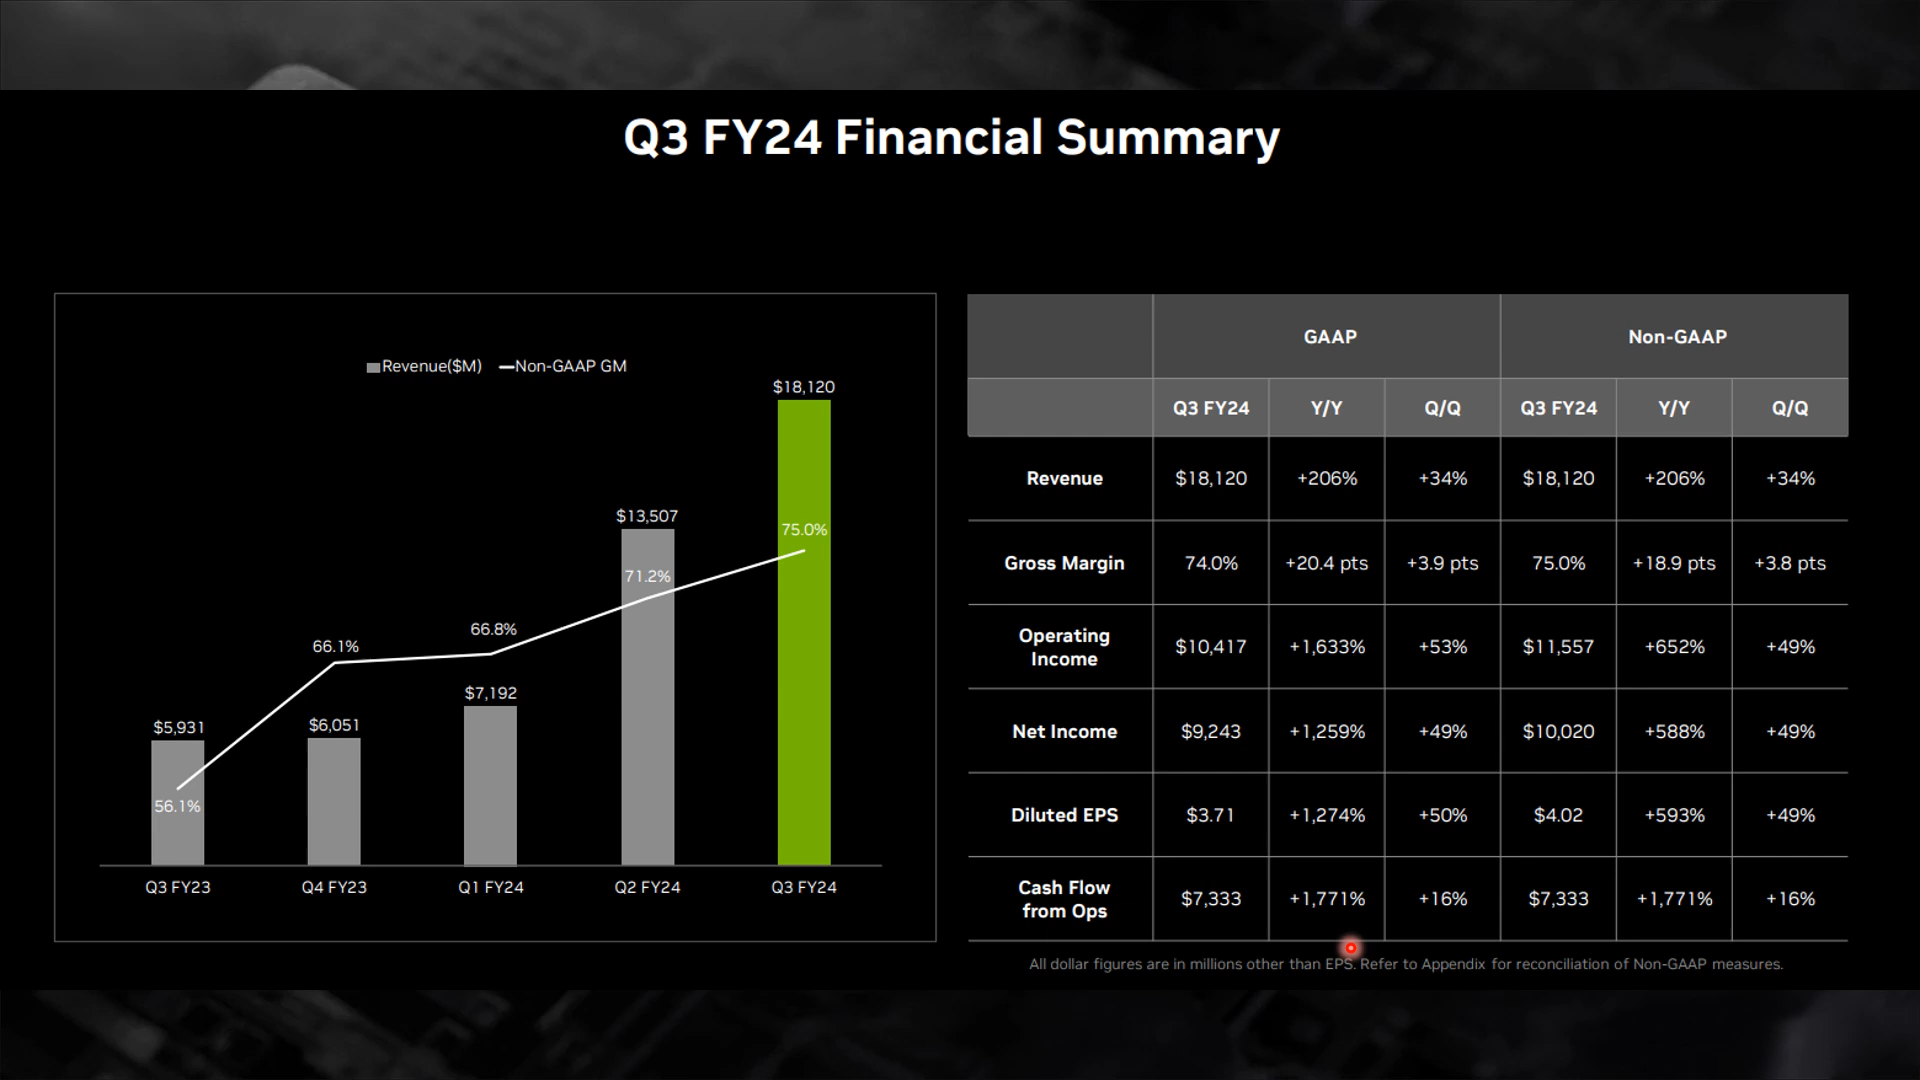 Q3 FY24 Financial Summary
Revenue($M) Non-GAAP GM
$18,120
$13,507
75.0%
71.2%
66.8%
66.1%
$7,192
$5,931
$6,051
56.1%
Q3 FY23 Q4 FY23 Q1 FY24 Q2 FY24 Q3 FY24
GAAP Non-GAAP
Q3 FY24 Y/Y Q/Q Q3 FY24 Y/Y Q/Q
Revenue $18,120 +206% +34% $18,120 +206% +34%
Gross Margin 74.0% +20.4 pts +3.9 pts 75.0% +18.9 pts +3.8 pts
Operating
Income $10,417 +1,633% +53% $11,557 +652% +49%
Net Income $9,243 +1,259% +49% $10,020 +588% +49%
Diluted EPS $3.71 +1,274% +50% $4.02 +593% +49%
Cash Flow
from Ops $7,333 +1,771% +16% $7,333 +1,771% +16%
All dollar figures are in millions other than EPS. Refer to Appendix for reconciliation of Non-GAAP measures.